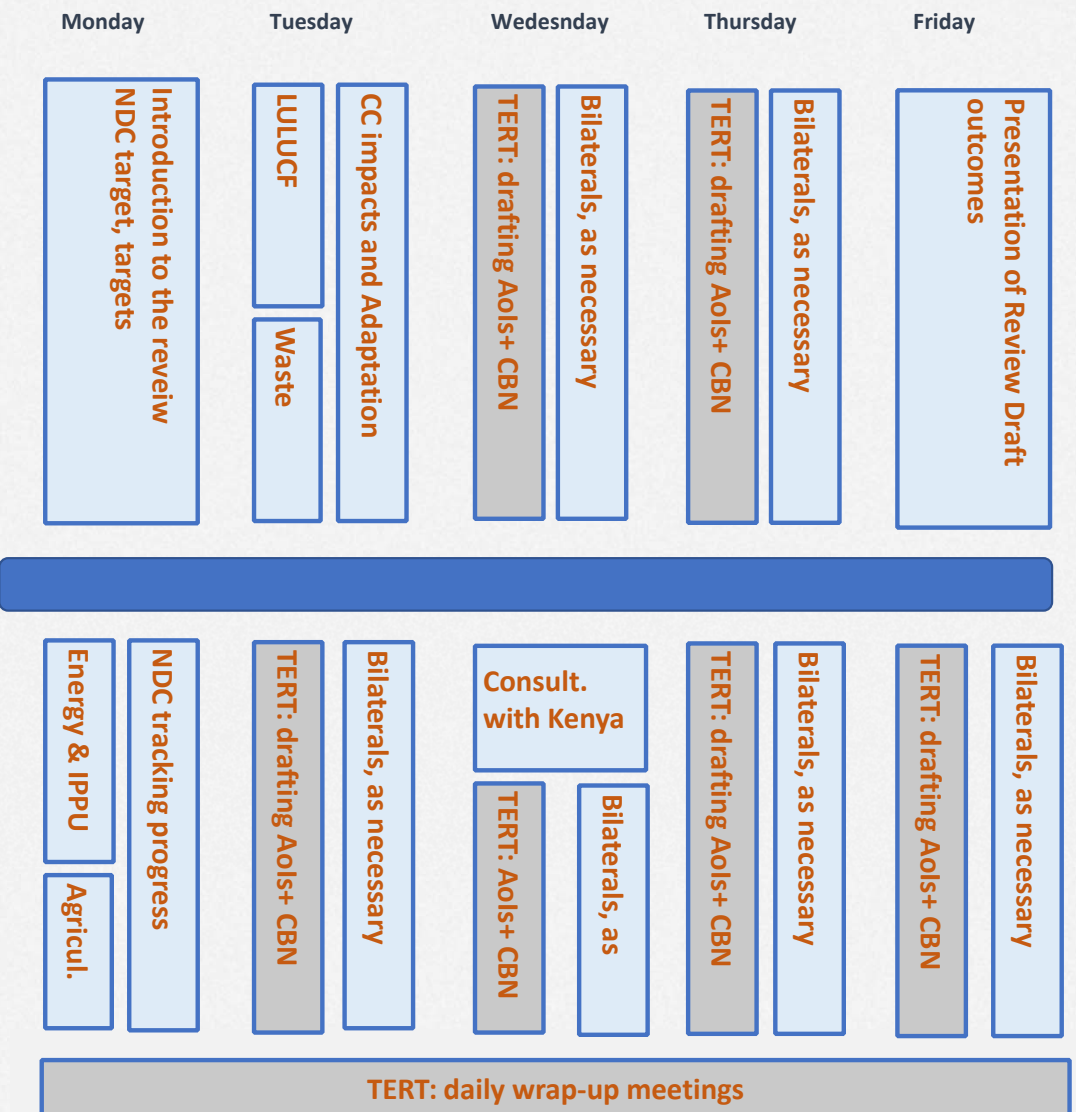 Monday
Tuesday
Wedesnday
Thursday
Friday
Introduction to the reveiw
NDC target, targets
LULUCF
Waste
CC impacts and Adaptation
TERT: drafting AoIs+ CBN
Bilaterals, as necessary
TERT: drafting AoIs+ CBN
Bilaterals, as necessary
Presentation of Review Draft
outcomes
Energy & IPPU
Agricul.
NDC tracking progress
TERT: drafting AoIs+ CBN
Bilaterals, as necessary
Consult.
with Kenya
TERT: AoIs+ CBN
Bilaterals, as
TERT: drafting AoIs+ CBN
Bilaterals, as necessary
TERT: drafting AoIs+ CBN
Bilaterals, as necessary
TERT: daily wrap-up meetings